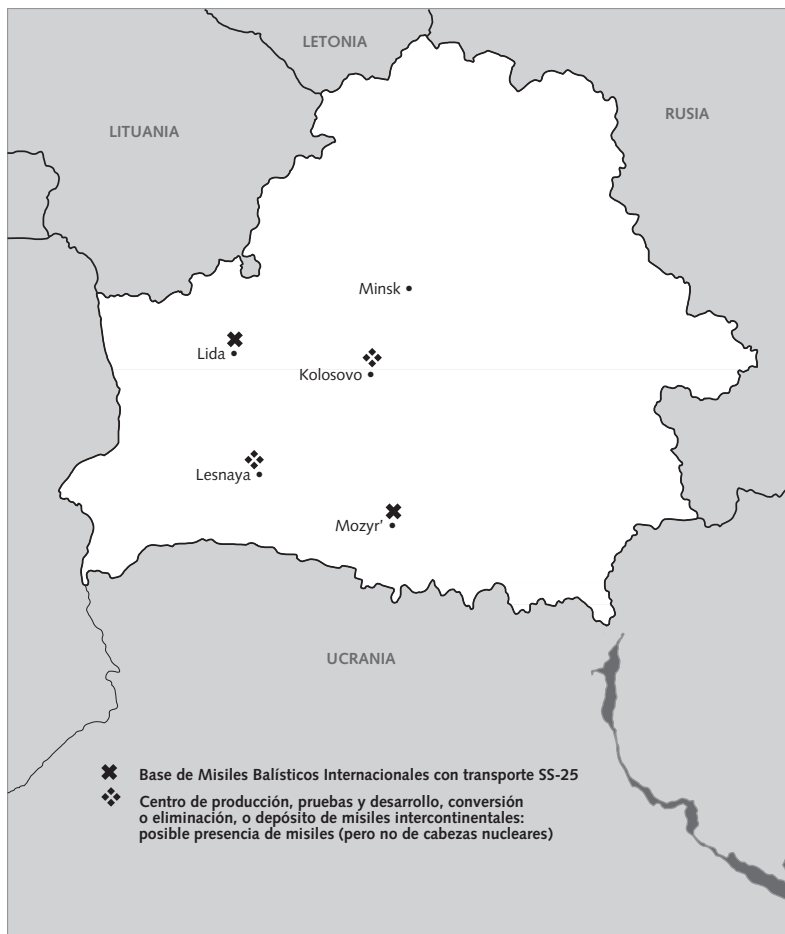 LETONIA
LITUANIA
RUSIA
Minsk
Lida
Kolosovo
Lesnaya
Mozyr'
UCRANIA
Base de Misiles Balísticos Internacionales con transporte SS-25
Centro de producción, pruebas y desarrollo, conversión
o eliminación, o depósito de misiles intercontinentales:
posible presencia de misiles (pero no de cabezas nucleares)